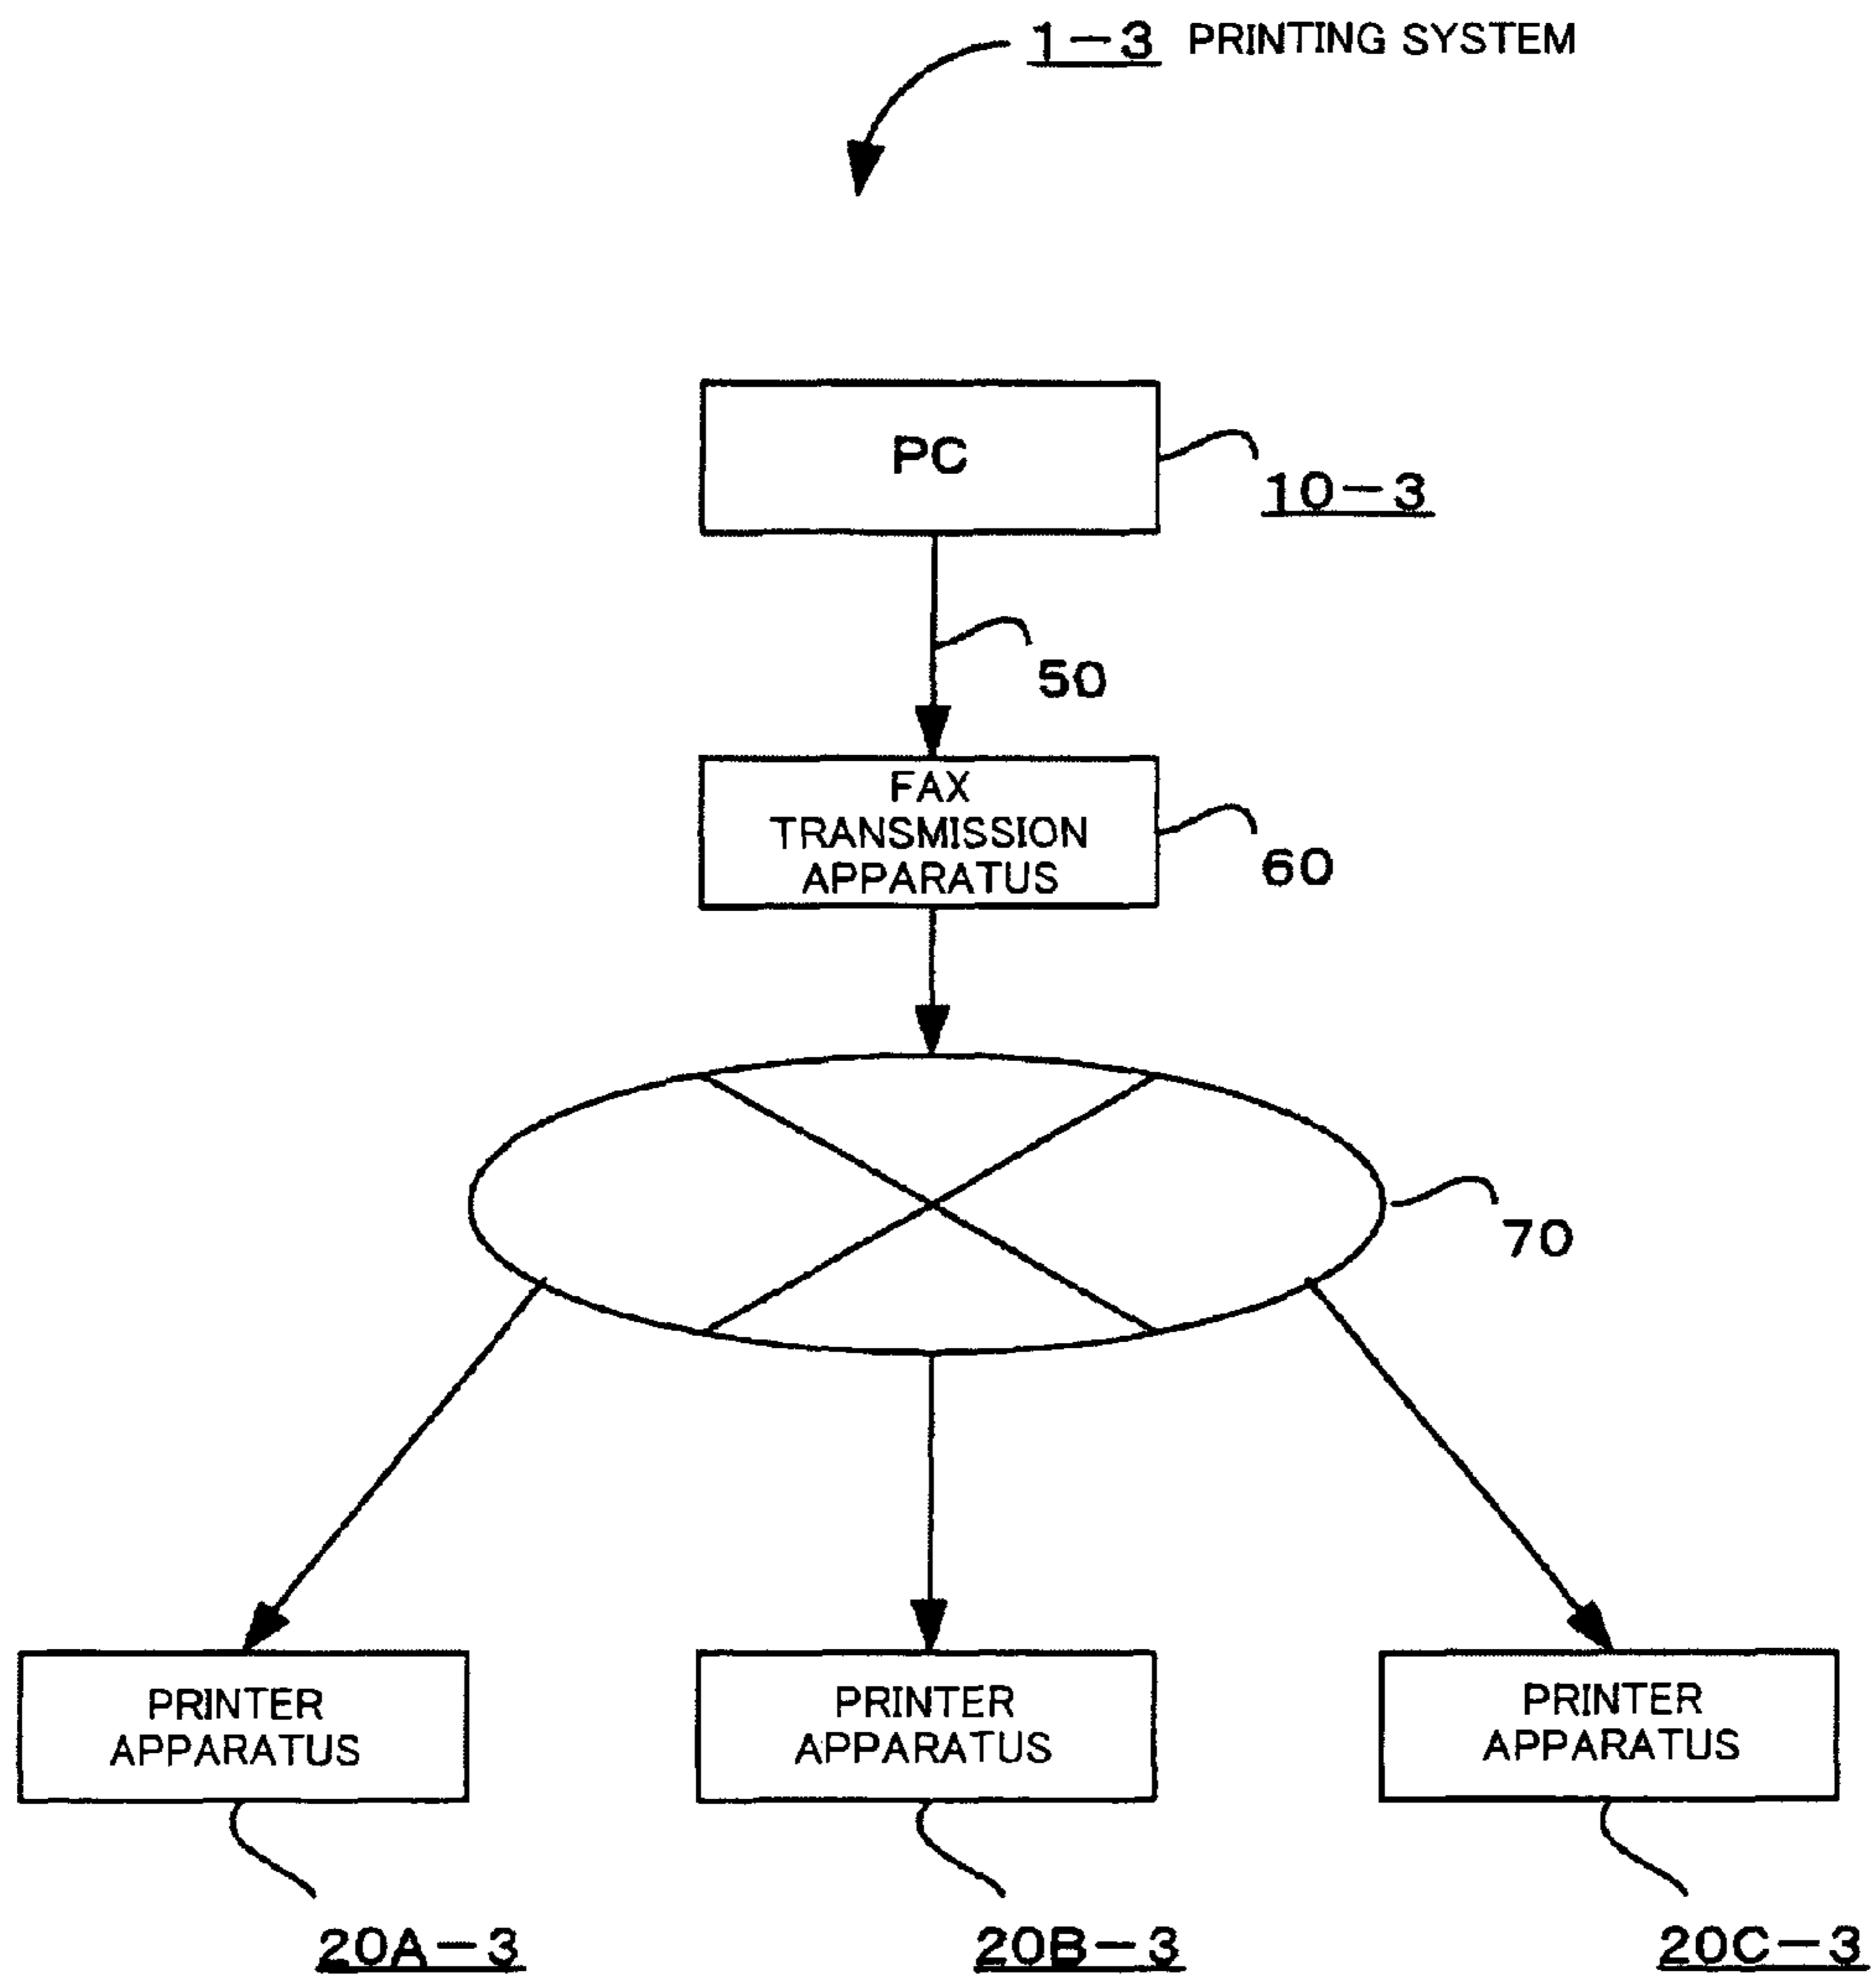 1-3 PRINTING SYSTEM
PC
10-3
50
FAX
TRANSMISSION
APPARATUS
60
70
PRINTER
APPARATUS
PRINTER
APPARATUS
PRINTER
APPARATUS
20A-3
20B-3
20C-3